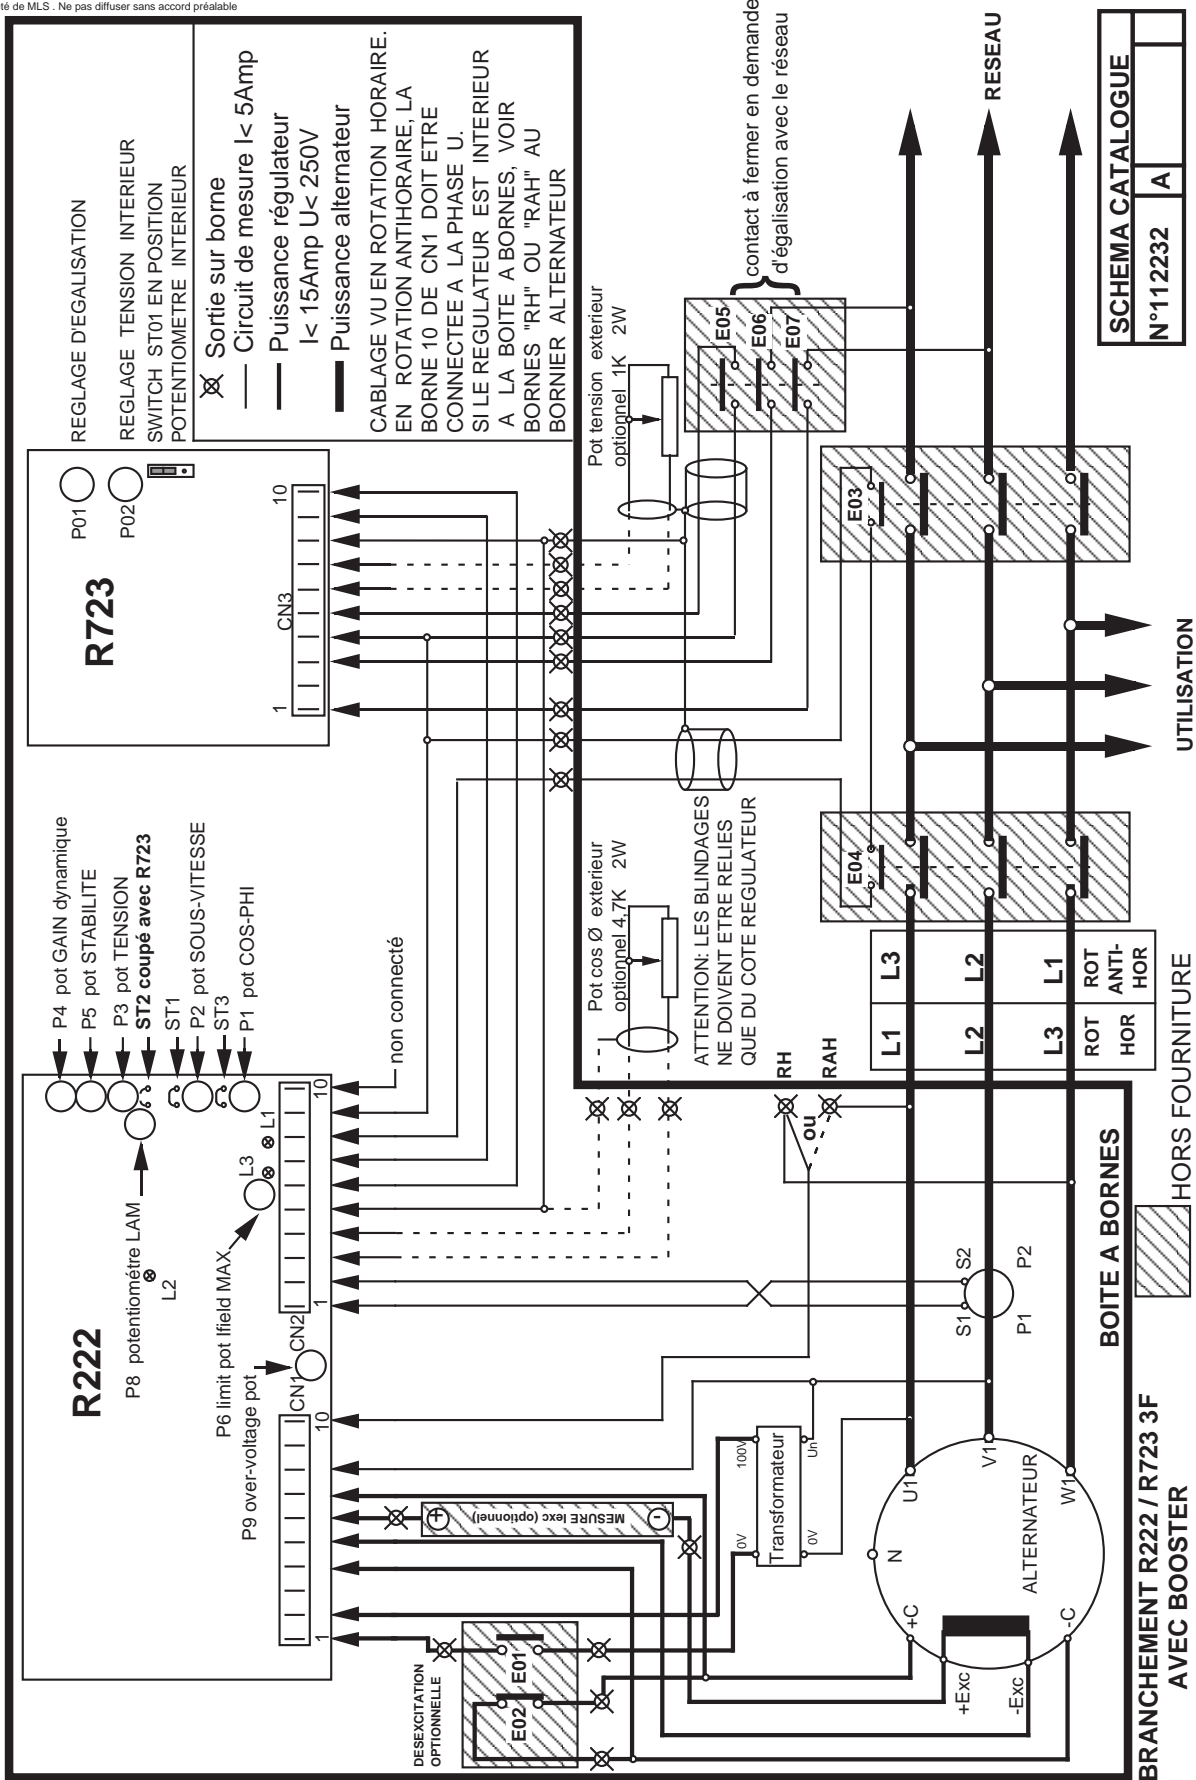 té de MLS . Ne pas diffuser sans accord préalable
R222
P4 pot GAIN dynamique
P5 pot STABILITE
P3 pot TENSION
ST2 coupé avec R723
ST1
P2 pot SOUS-VITESSE
ST3
P1 pot COS-PHI
P8 potentiométre LAM
L2
L3
L1
P6 limit pot Ifield MAX
P9 over-voltage pot
CN1
CN2
1
10
1
10
non connecté
R723
P01
P02
CN3
1
10
REGLAGE D'EGALISATION
REGLAGE TENSION INTERIEUR
SWITCH ST01 EN POSITION
POTENTIOMETRE INTERIEUR
Sortie sur borne
Circuit de mesure I< 5Amp
Puissance régulateur
I< 15Amp U< 250V
Puissance alternateur
CABLAGE VU EN ROTATION HORAIRE.
EN ROTATION ANTIHORAIRE, LA
BORNE 10 DE CN1 DOIT ETRE
CONNECTEE A LA PHASE U.
SI LE REGULATEUR EST INTERIEUR
A LA BOITE A BORNES, VOIR
BORNES "RH" OU "RAH" AU
BORNIER ALTERNATEUR
DESEXCITATION
OPTIONNELLE
E02
E01
+
MESURE Iexc (optionnel)
-
100V
0V
Transformateur
Un
0V
Pot cos Ø exterieur
optionnel 4,7K 2W
ATTENTION: LES BLINDAGES
NE DOIVENT ETRE RELIES
QUE DU COTE REGULATEUR
Pot tension exterieur
optionnel 1K 2W
E05
E06
E07
contact à fermer en demande
d'égalisation avec le réseau
RH
ou
RAH
S1
S2
P1
P2
N
U1
V1
W1
+C
-C
+Exc
-Exc
ALTERNATEUR
L1
L3
L2
L2
L3
L1
ROT
HOR
ROT
ANTI-
HOR
E04
E03
UTILISATION
RESEAU
BOITE A BORNES
HORS FOURNITURE
BRANCHEMENT R222 / R723 3F
AVEC BOOSTER
SCHEMA CATALOGUE
N°112232
A